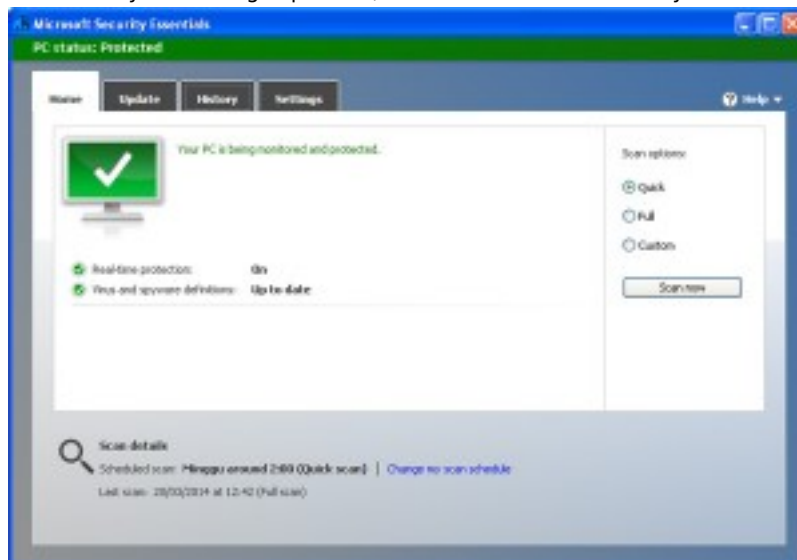 Microsoft Security Essentials
PC status: Protected
Home Update History Settings Help
Your PC is being monitored and protected.
Scan options:
Quick
Full
Custom
Real-time protection: On
Virus and spyware definitions: Up to date
Scan now
Scan details
Scheduled scan: Minggu around 2:00 (Quick scan) | Change my scan schedule
Last scan: 20/03/2014 at 12:42 (Full scan)